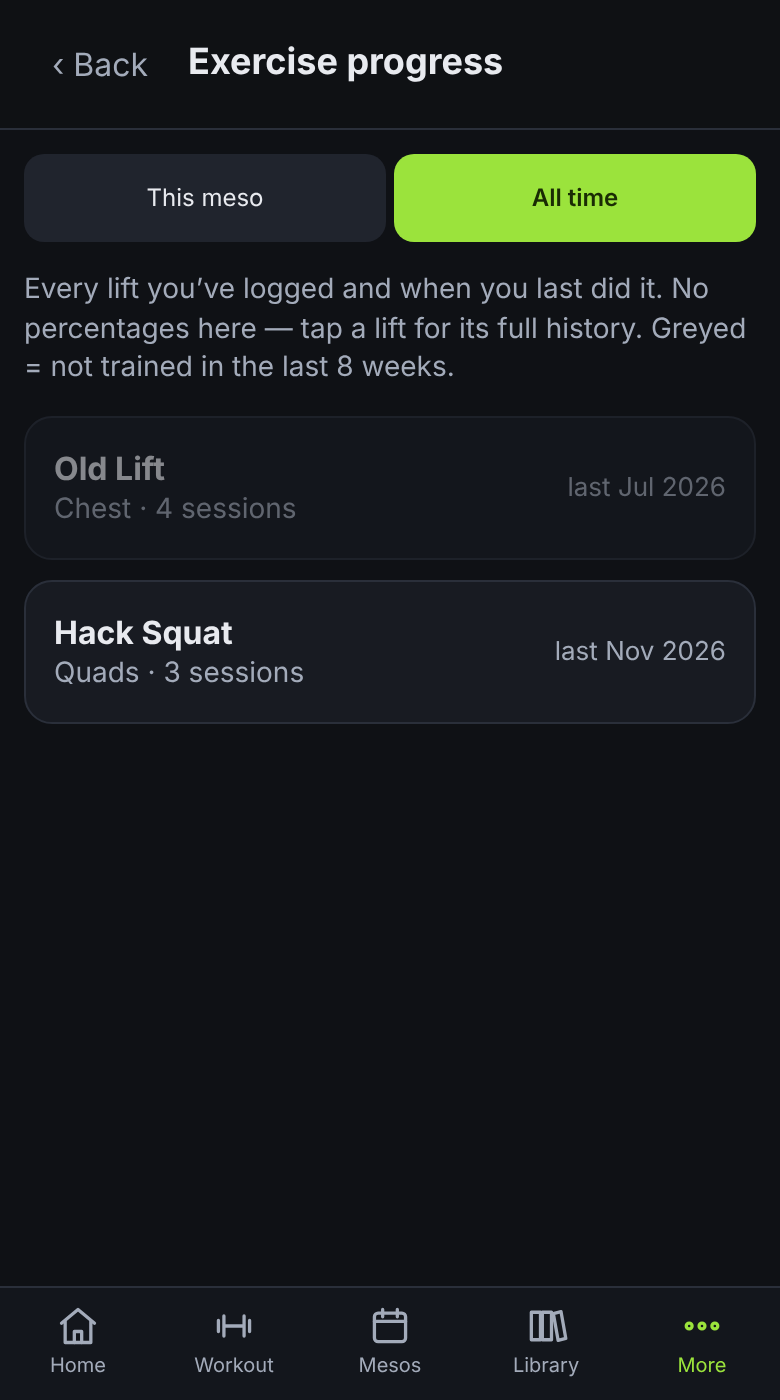 ‹ Back Exercise progress
This meso All time
Every lift you’ve logged and when you last did it. No
percentages here — tap a lift for its full history. Greyed
= not trained in the last 8 weeks.
Old Lift
Chest · 4 sessions
last Jul 2026
Hack Squat
Quads · 3 sessions
last Nov 2026
Home Workout Mesos Library More